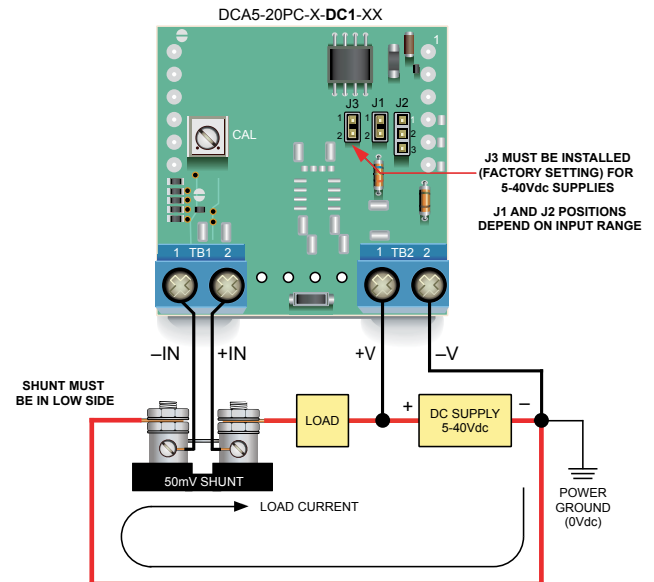 DCA5-20PC-X-DC1-XX
1
J3 J1 J2
1 1 1
2 2 2
3
CAL
J3 MUST BE INSTALLED
(FACTORY SETTING) FOR
5-40Vdc SUPPLIES
J1 AND J2 POSITIONS
DEPEND ON INPUT RANGE
1 TB1 2
1 TB2 2
–IN +IN
+V –V
SHUNT MUST
BE IN LOW SIDE
LOAD
+ DC SUPPLY –
5-40Vdc
50mV SHUNT
LOAD CURRENT
POWER
GROUND
(0Vdc)